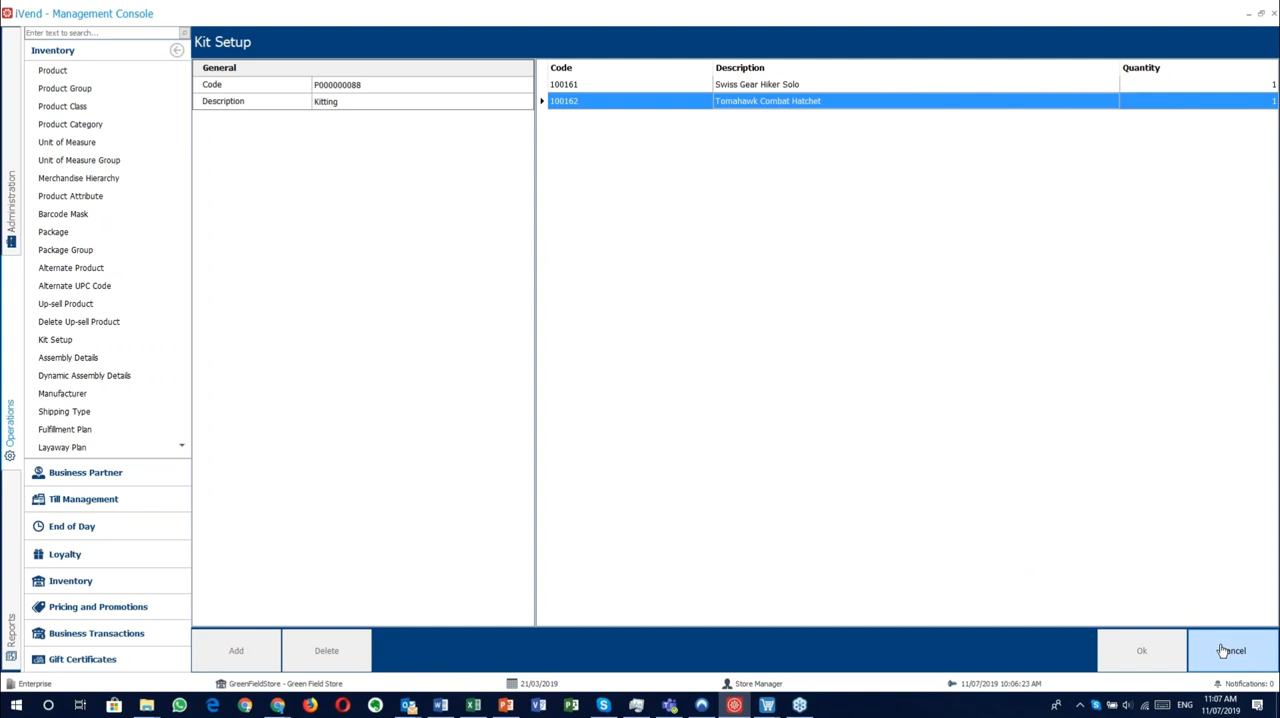 iVend - Management Console
Enter text to search...
Inventory
Product
Product Group
Product Class
Product Category
Unit of Measure
Unit of Measure Group
Merchandise Hierarchy
Product Attribute
Barcode Mask
Package
Package Group
Alternate Product
Alternate UPC Code
Up-sell Product
Delete Up-sell Product
Kit Setup
Assembly Details
Dynamic Assembly Details
Manufacturer
Shipping Type
Fulfillment Plan
Layaway Plan
Business Partner
Till Management
End of Day
Loyalty
Inventory
Pricing and Promotions
Business Transactions
Gift Certificates
Administration
Operations
Reports
Kit Setup
General
Code P000000088
Description Kitting
Code Description Quantity
100161 Swiss Gear Hiker Solo 1
100162 Tomahawk Combat Hatchet 1
Add Delete Ok Cancel
Enterprise GreenFieldStore - Green Field Store 21/03/2019 Store Manager 11/07/2019 10:06:23 AM Notifications: 0
ENG 11:07 AM
11/07/2019